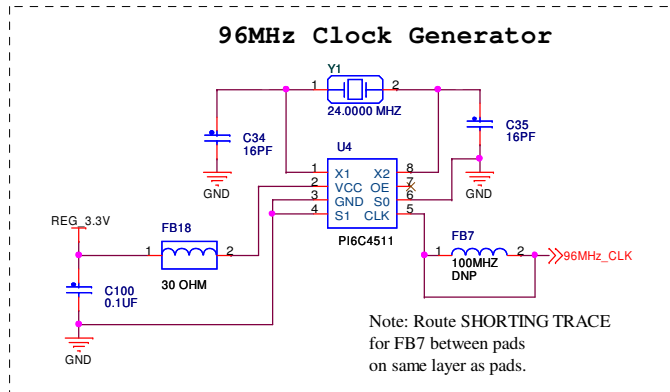 96MHz Clock Generator
Y1
1 2
24.0000 MHZ
C34
16PF
GND
C35
16PF
GND
U4
1 X1 X2 8
2 VCC OE 7
3 GND S0 6
4 S1 CLK 5
PI6C4511
REG_3.3V
FB18
1 2
30 OHM
C100
0.1UF
GND
FB7
1 2
100MHZ
DNP
96MHz_CLK
Note: Route SHORTING TRACE
for FB7 between pads
on same layer as pads.